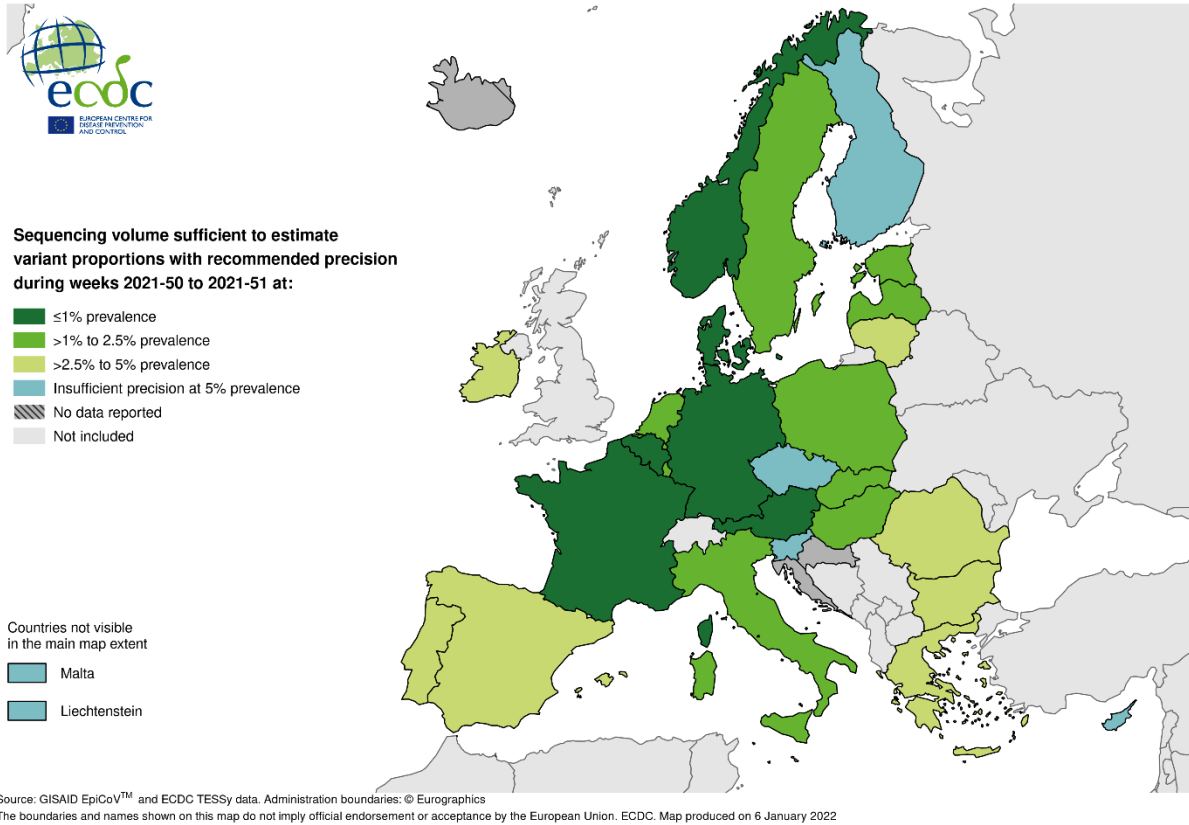 ecdc
EUROPEAN CENTRE FOR
DISEASE PREVENTION
AND CONTROL
Sequencing volume sufficient to estimate
variant proportions with recommended precision
during weeks 2021-50 to 2021-51 at:
≤1% prevalence
>1% to 2.5% prevalence
>2.5% to 5% prevalence
Insufficient precision at 5% prevalence
No data reported
Not included
Countries not visible
in the main map extent
Malta
Liechtenstein
Source: GISAID EpiCoV™ and ECDC TESSy data. Administration boundaries: © Eurographics
The boundaries and names shown on this map do not imply official endorsement or acceptance by the European Union. ECDC. Map produced on 6 January 2022